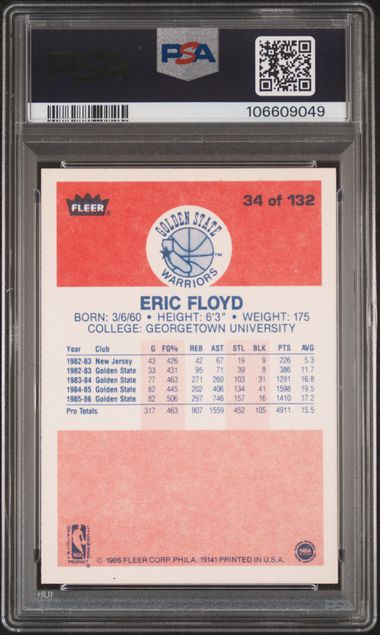 PSA
PSA
106609049
FLEER
34 of 132
GOLDEN STATE
WARRIORS
TM
ERIC FLOYD
BORN: 3/6/60 • HEIGHT: 6'3" • WEIGHT: 175
COLLEGE: GEORGETOWN UNIVERSITY
Year Club G FG% REB AST STL BLK PTS AVG
1982-83 New Jersey 43 426 42 67 19 9 226 5.3
1982-83 Golden State 33 431 95 71 39 8 386 11.7
1983-84 Golden State 77 463 271 269 103 31 1291 16.8
1984-85 Golden State 82 445 202 406 134 41 1598 19.5
1985-86 Golden State 82 506 297 746 157 16 1410 17.2
Pro Totals 317 463 907 1559 452 105 4911 15.5
OFFICIAL LICENSED
NBA
PRODUCT
© 1986 FLEER CORP. PHILA. 19141 PRINTED IN U.S.A.